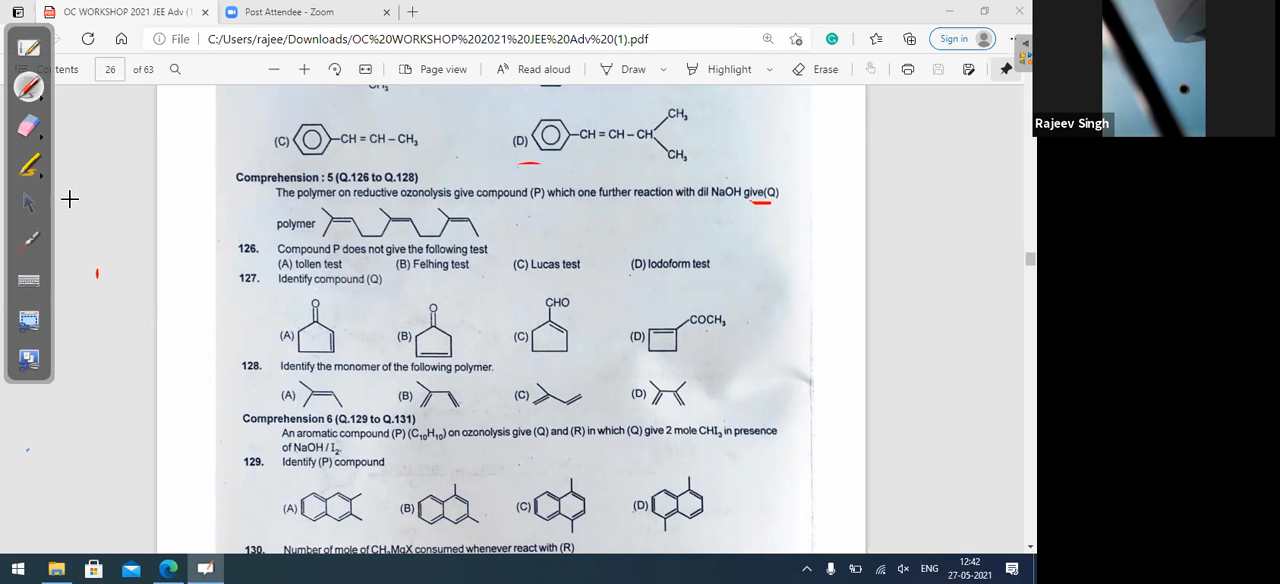 OC WORKSHOP 2021 JEE Adv (1
Post Attendee - Zoom
File
C:/Users/rajee/Downloads/OC%20WORKSHOP%202021%20JEE%20Adv%20(1).pdf
Sign in
ntents
26
of 63
Page view
Read aloud
Draw
Highlight
Erase
Rajeev Singh
CH3
(C)
CH = CH – CH3
(D)
CH = CH – CH
CH3
CH3
Comprehension : 5 (Q.126 to Q.128)
The polymer on reductive ozonolysis give compound (P) which one further reaction with dil NaOH give(Q)
polymer
126. Compound P does not give the following test
(A) tollen test (B) Felhing test (C) Lucas test (D) Iodoform test
127. Identify compound (Q)
O O CHO
(A) (B) (C) (D) COCH3
128. Identify the monomer of the following polymer.
(A) (B) (C) (D)
Comprehension 6 (Q.129 to Q.131)
An aromatic compound (P) (C10H10) on ozonolysis give (Q) and (R) in which (Q) give 2 mole CHI3 in presence
of NaOH / I2.
129. Identify (P) compound
(A) (B) (C) (D)
130. Number of mole of CH3MgX consumed whenever react with (R)
ENG
12:42
27-05-2021